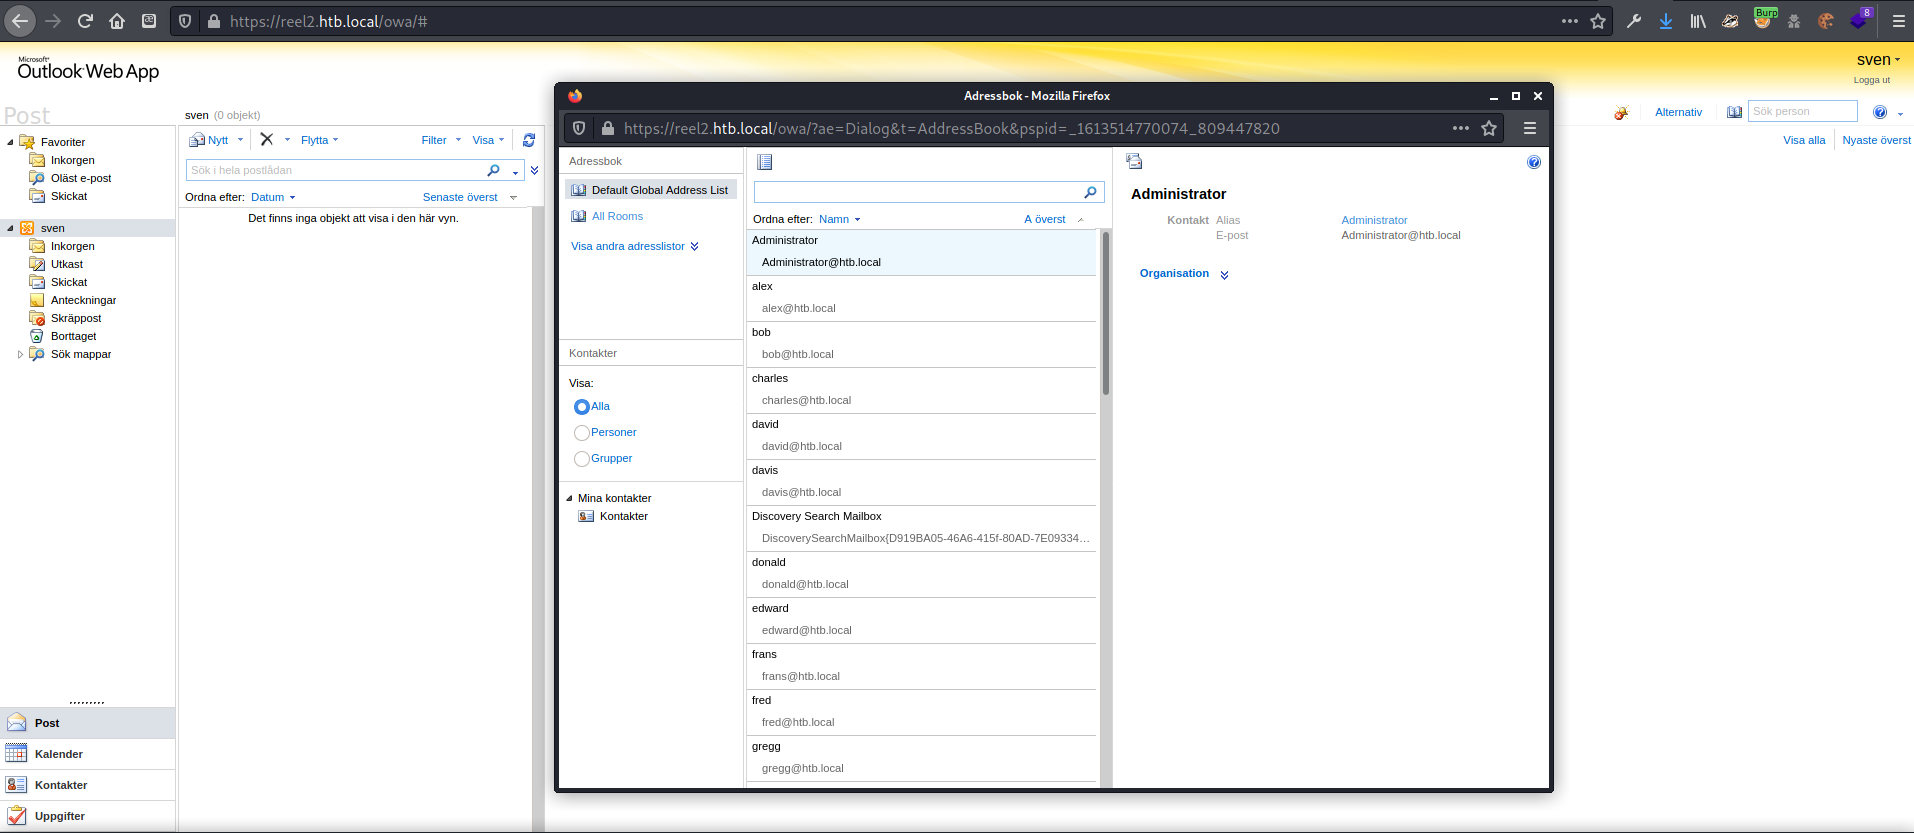 https://reel2.htb.local/owa/#
Burp
8
Microsoft®
Outlook Web App
sven
Logga ut
Post
sven (0 objekt)
Alternativ
Sök person
Favoriter
Inkorgen
Oläst e-post
Skickat
sven
Inkorgen
Utkast
Skickat
Anteckningar
Skräppost
Borttaget
Sök mappar
Post
Kalender
Kontakter
Uppgifter
Nytt
Flytta
Filter
Visa
Sök i hela postlådan
Ordna efter: Datum
Senaste överst
Det finns inga objekt att visa i den här vyn.
Visa alla
Nyaste överst
Adressbok - Mozilla Firefox
https://reel2.htb.local/owa/?ae=Dialog&t=AddressBook&pspid=_1613514770074_809447820
Adressbok
Default Global Address List
All Rooms
Visa andra adresslistor
Kontakter
Visa:
Alla
Personer
Grupper
Mina kontakter
Kontakter
Ordna efter: Namn
A överst
Administrator
Administrator@htb.local
alex
alex@htb.local
bob
bob@htb.local
charles
charles@htb.local
david
david@htb.local
davis
davis@htb.local
Discovery Search Mailbox
DiscoverySearchMailbox{D919BA05-46A6-415f-80AD-7E09334...
donald
donald@htb.local
edward
edward@htb.local
frans
frans@htb.local
fred
fred@htb.local
gregg
gregg@htb.local
Administrator
Kontakt Alias Administrator
E-post Administrator@htb.local
Organisation